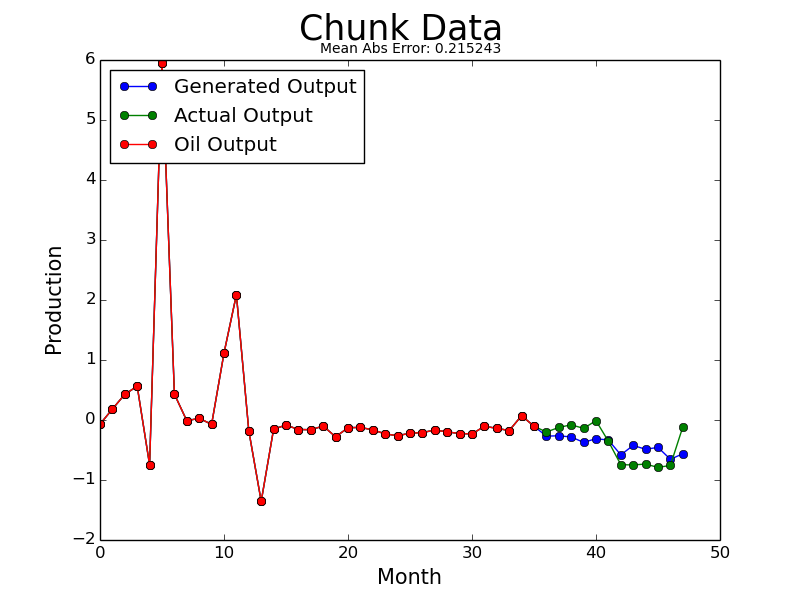 Chunk Data
Mean Abs Error: 0.215243
6
5
4
3
2
1
0
−1
−2
Production
Generated Output
Actual Output
Oil Output
0 10 20 30 40 50
Month